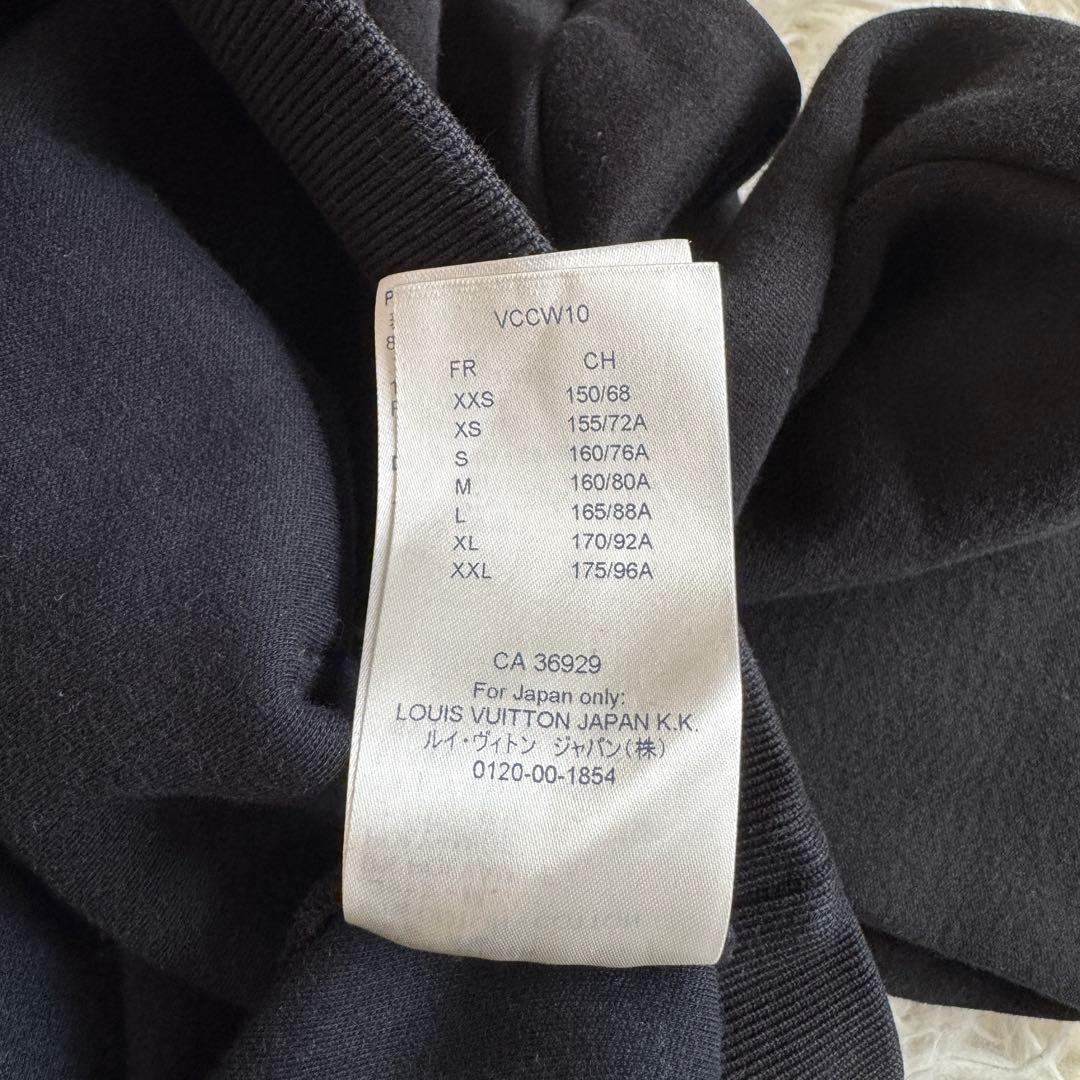 VCCW10
FR CH
XXS 150/68
XS 155/72A
S 160/76A
M 160/80A
L 165/88A
XL 170/92A
XXL 175/96A
CA 36929
For Japan only:
LOUIS VUITTON JAPAN K.K.
ルイ・ヴィトン ジャパン(株)
0120-00-1854